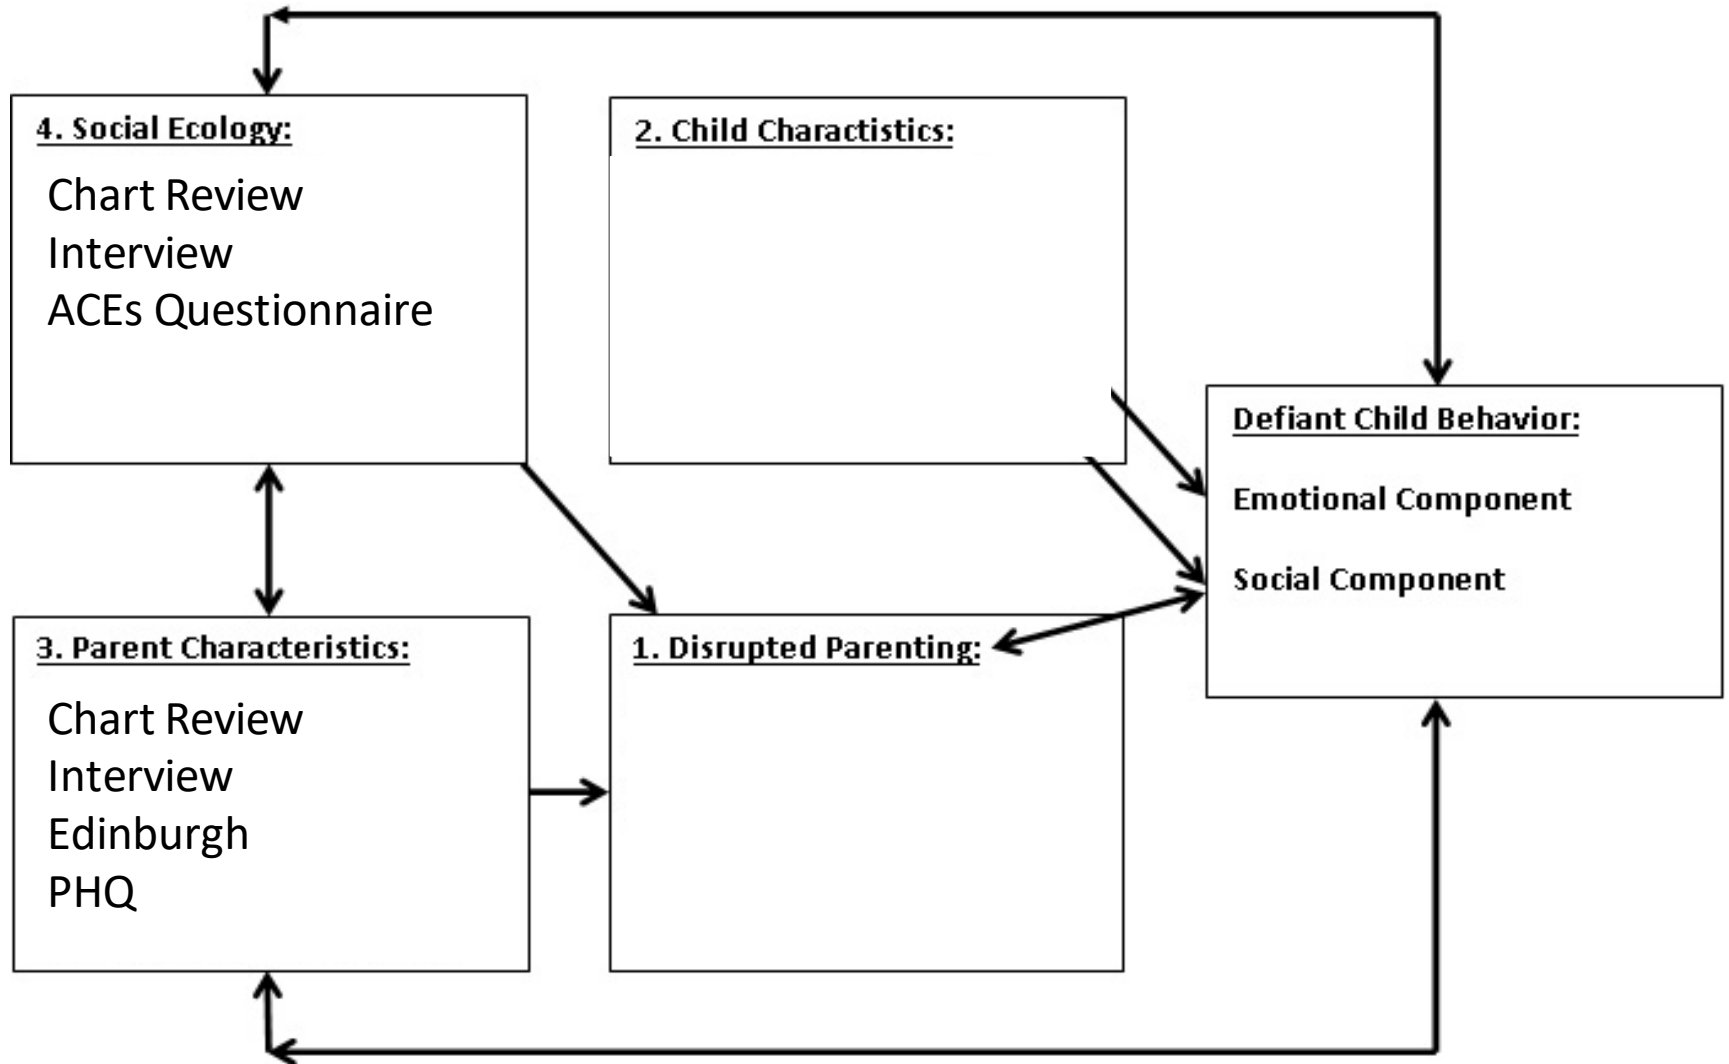 4. Social Ecology:
Chart Review
Interview
ACEs Questionnaire
2. Child Charactistics:
Defiant Child Behavior:
Emotional Component
Social Component
3. Parent Characteristics:
Chart Review
Interview
Edinburgh
PHQ
1. Disrupted Parenting: